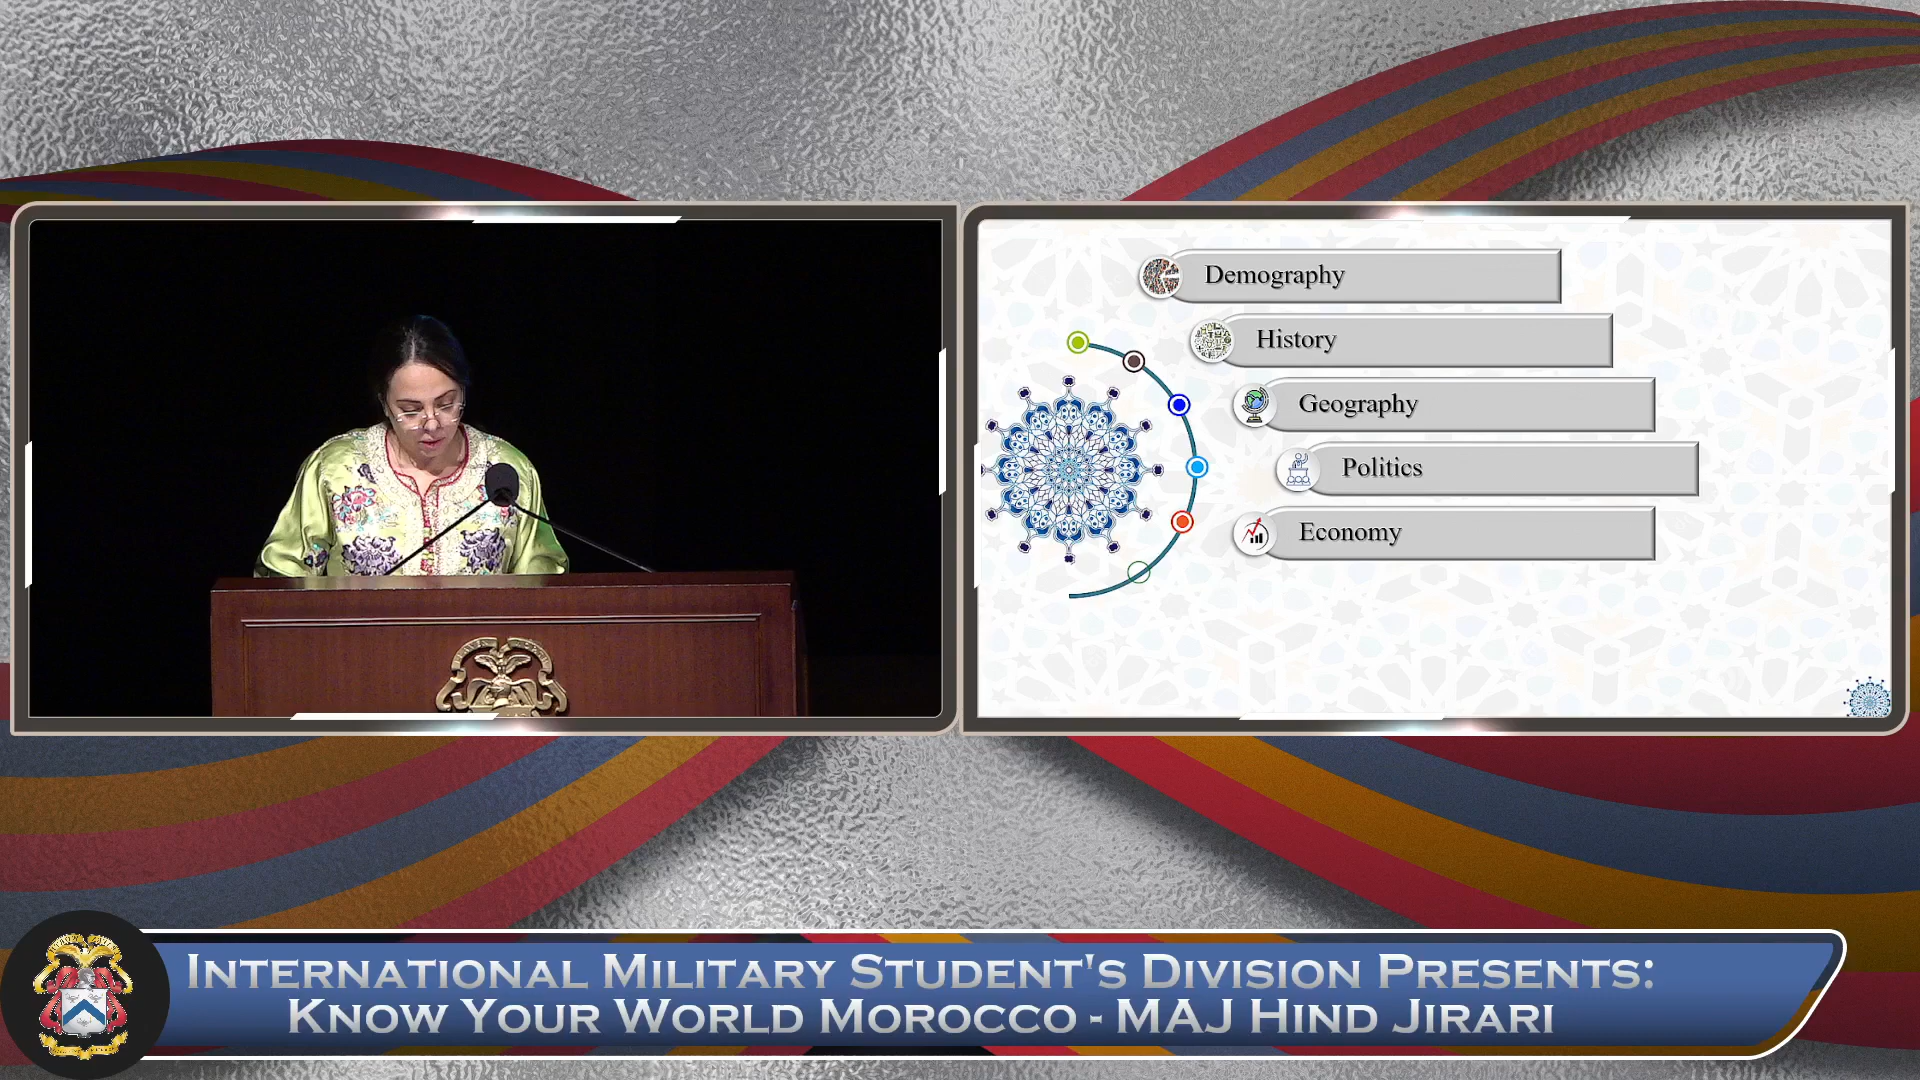 Demography
History
Geography
Politics
Economy
International Military Student's Division Presents:
Know Your World Morocco - MAJ Hind Jirari